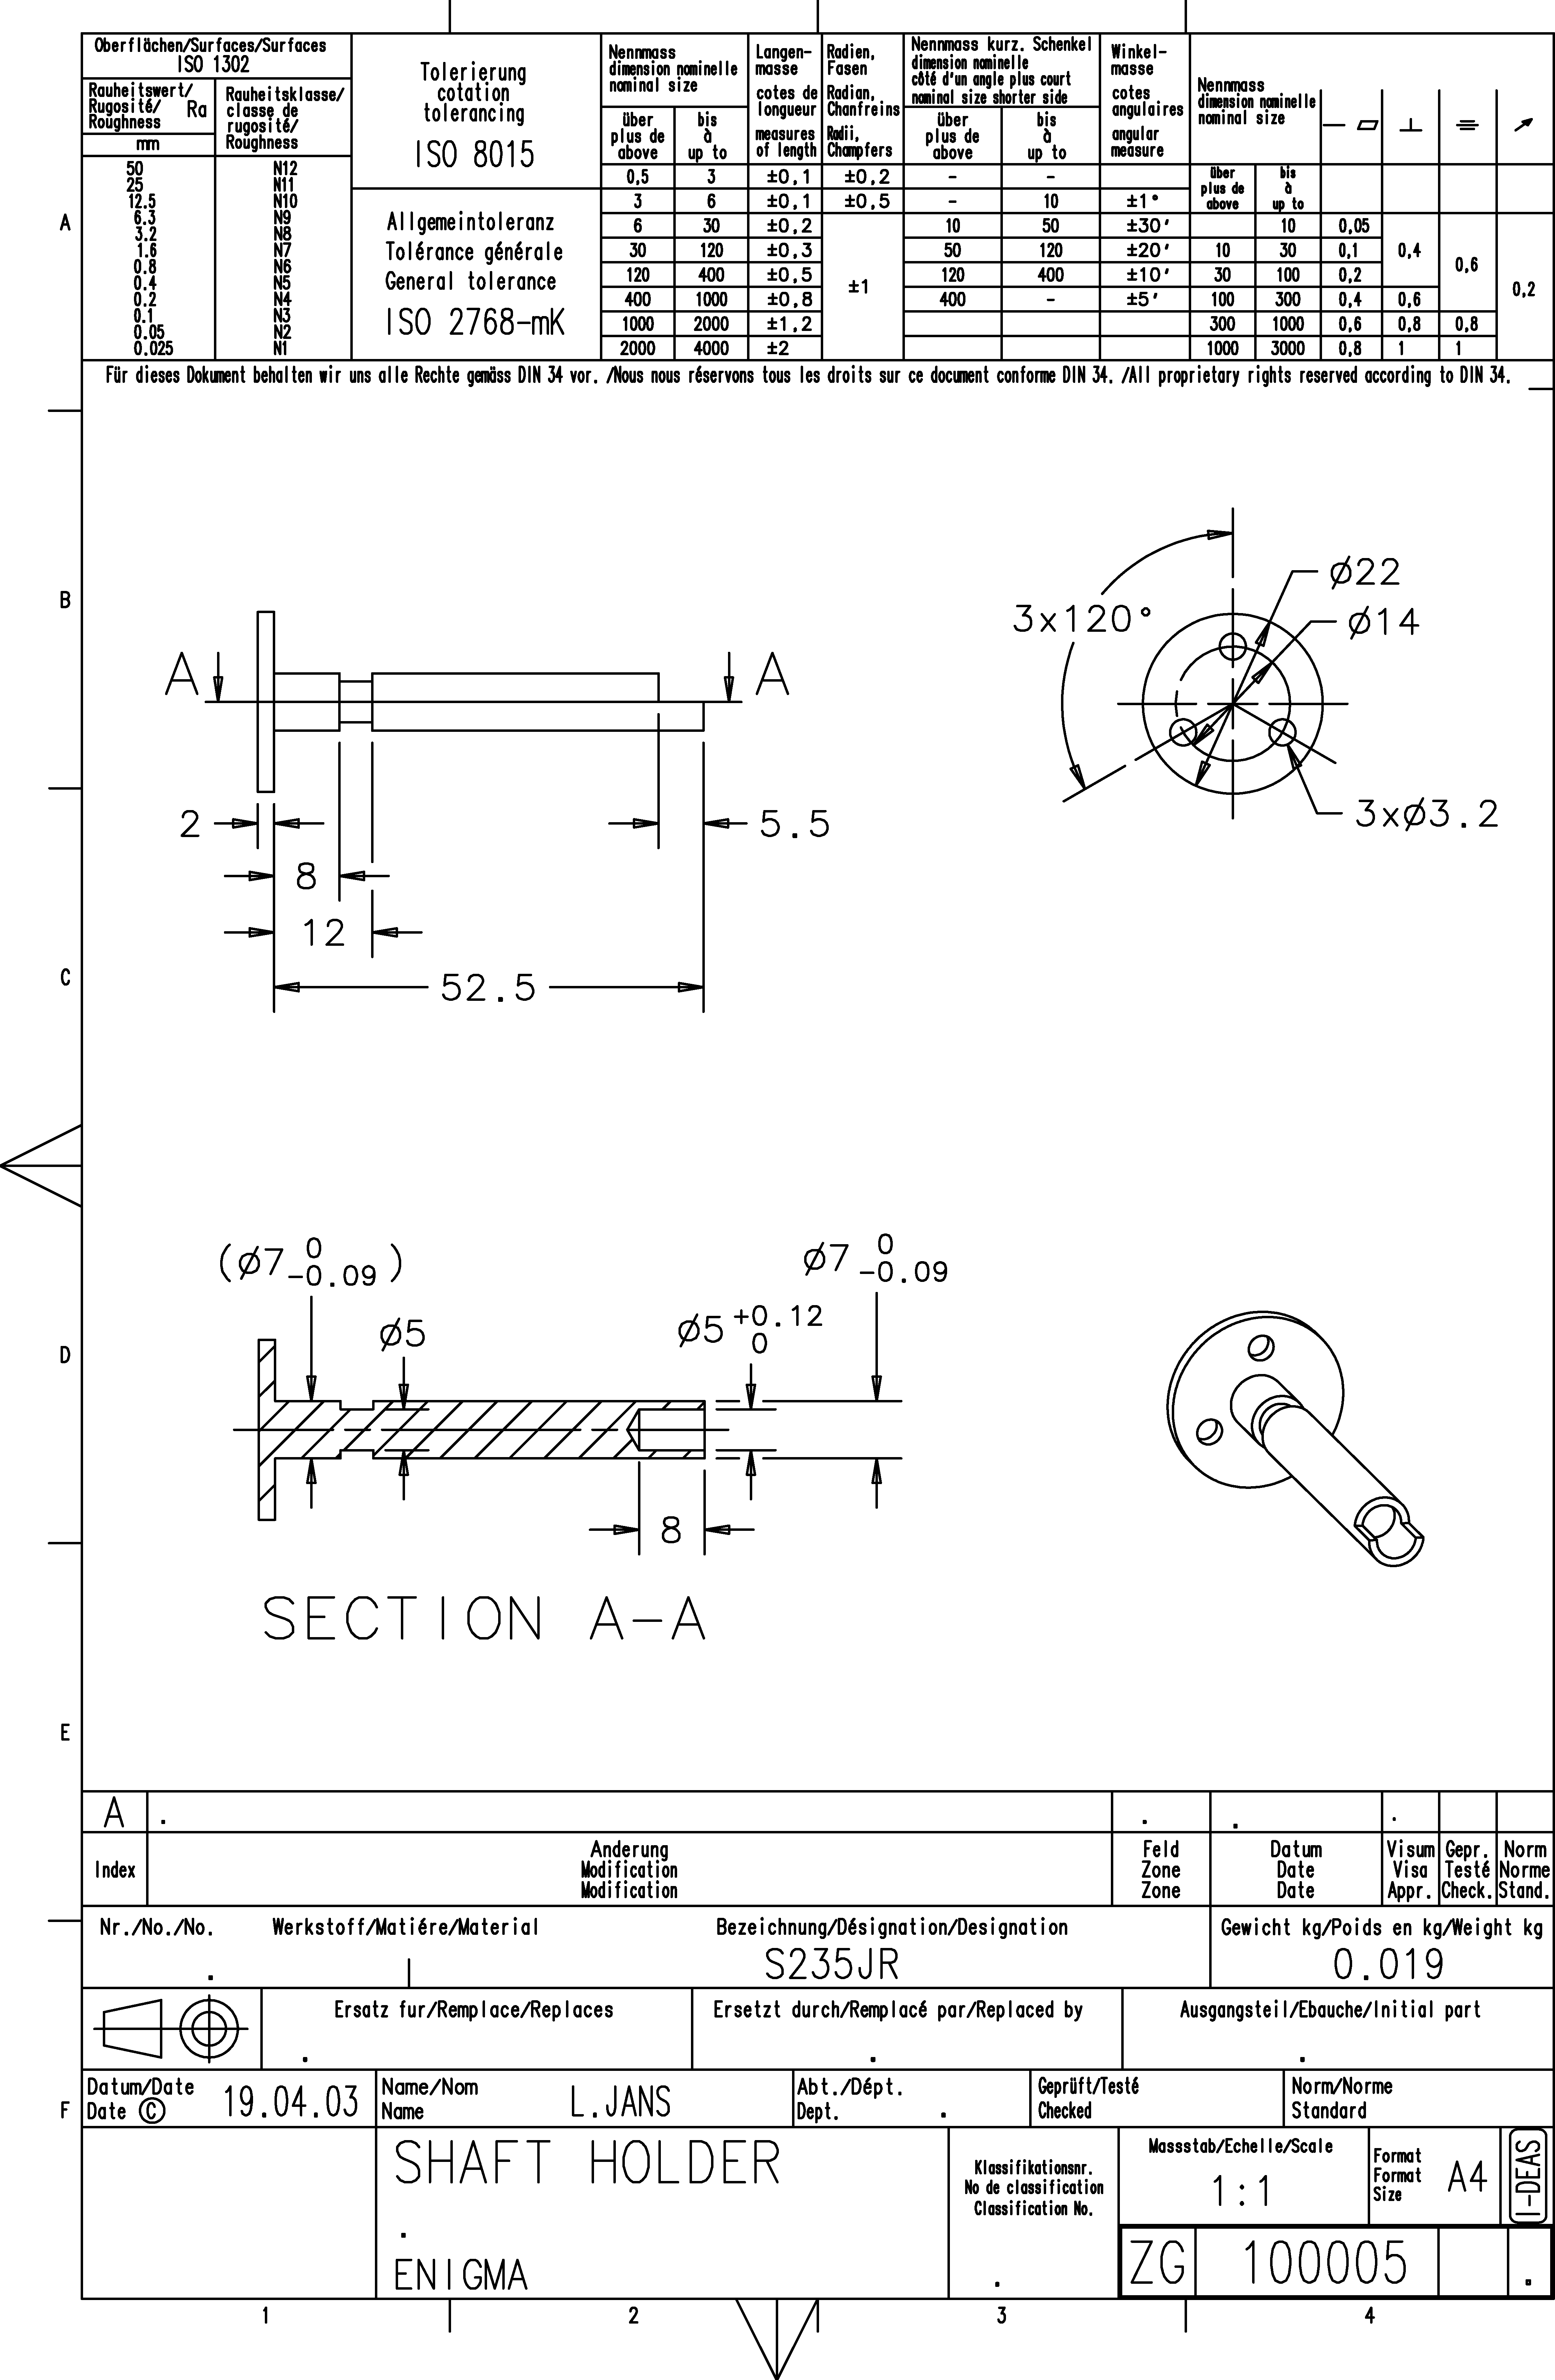 Oberflächen/Surfaces/Surfaces
ISO 1302
Rauheitswert/
Rugosité/ Ra
Roughness
mm
Rauheitsklasse/
classe de
rugosité/
Roughness
50 N12
25 N11
12.5 N10
6.3 N9
3.2 N8
1.6 N7
0.8 N6
0.4 N5
0.2 N4
0.1 N3
0.05 N2
0.025 N1
Tolerierung
cotation
tolerancing
ISO 8015
Allgemeintoleranz
Tolérance générale
General tolerance
ISO 2768-mK
Nennmass
dimension nominelle
nominal size
über
plus de
above
bis
à
up to
Langen-
masse
cotes de
longueur
measures
of length
Radien,
Fasen
Radian,
Chanfreins
Radii,
Champfers
0,5 3 ±0,1 ±0,2
3 6 ±0,1 ±0,5
6 30 ±0,2
30 120 ±0,3
120 400 ±0,5
±1
400 1000 ±0,8
1000 2000 ±1,2
2000 4000 ±2
Nennmass kurz. Schenkel
dimension nominelle
côté d'un angle plus court
nominal size shorter side
über
plus de
above
bis
à
up to
Winkel-
masse
cotes
angulaires
angular
measure
- -
- 10 ±1°
10 50 ±30'
50 120 ±20'
120 400 ±10'
400 - ±5'
Nennmass
dimension nominelle
nominal size
über
plus de
above
bis
à
up to
10 0,05
10 30 0,1 0,4
30 100 0,2 0,6
0,2
100 300 0,4 0,6
300 1000 0,6 0,8 0,8
1000 3000 0,8 1 1
Für dieses Dokument behalten wir uns alle Rechte gemäss DIN 34 vor. /Nous nous réservons tous les droits sur ce document conforme DIN 34. /All proprietary rights reserved according to DIN 34.
A
B
C
D
E
F
A A
2
5.5
8
12
52.5
3x120°
ø22
ø14
3xø3.2
(ø7 0 -0.09)
ø5
ø5 +0.12 0
ø7 0 -0.09
8
SECTION A-A
A . . . .
Index
Anderung
Modification
Modification
Feld
Zone
Zone
Datum
Date
Date
Visum
Visa
Appr.
Gepr.
Testé
Check.
Norm
Norme
Stand.
Nr./No./No. Werkstoff/Matiére/Material Bezeichnung/Désignation/Designation Gewicht kg/Poids en kg/Weight kg
. | S235JR 0.019
Ersatz fur/Remplace/Replaces Ersetzt durch/Remplacé par/Replaced by Ausgangsteil/Ebauche/Initial part
. . .
Datum/Date
Date © 19.04.03
Name/Nom
Name L.JANS
Abt./Dépt.
Dept. .
Geprüft/Testé
Checked
Norm/Norme
Standard
SHAFT HOLDER
.
ENIGMA
Klassifikationsnr.
No de classification
Classification No.
.
Massstab/Echelle/Scale
1:1
Format
Format
Size
A4
I-DEAS
ZG 100005 .
1 2 3 4